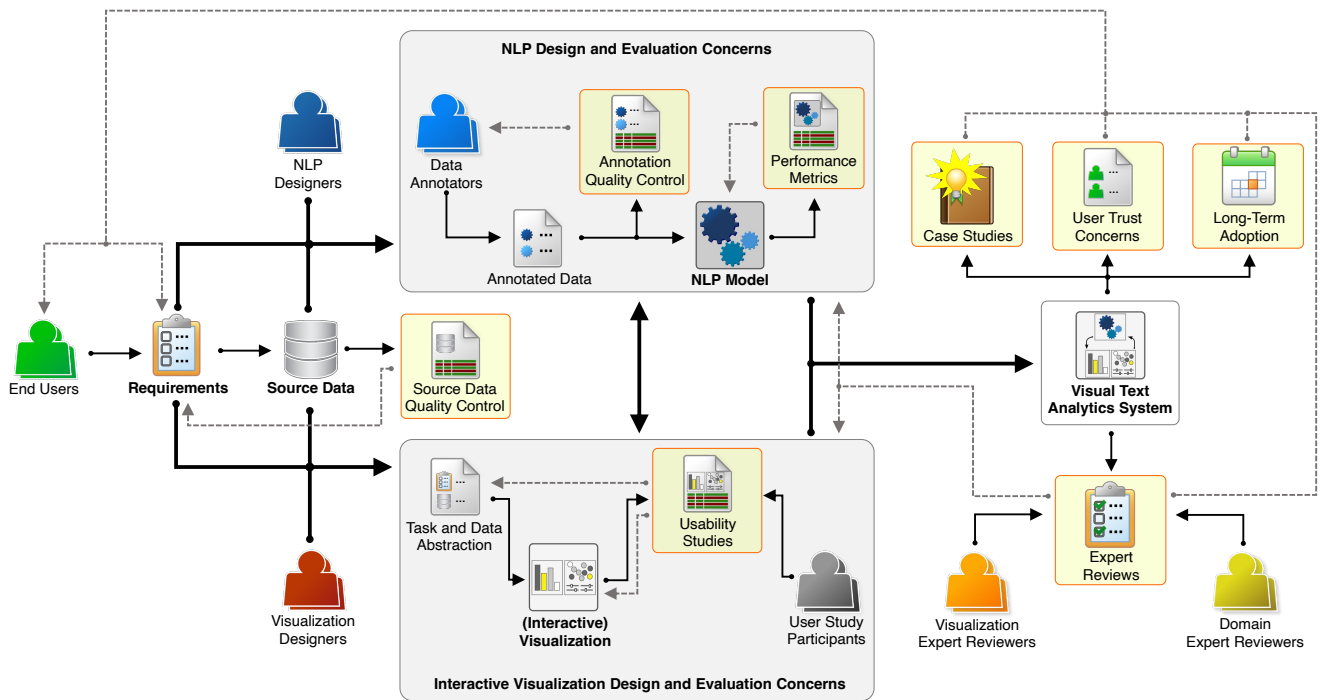 NLP Design and Evaluation Concerns
NLP
Designers
Data
Annotators
Annotation
Quality Control
Performance
Metrics
Annotated Data
NLP Model
Case Studies
User Trust
Concerns
Long-Term
Adoption
End Users
Requirements
Source Data
Source Data
Quality Control
Visual Text
Analytics System
Task and Data
Abstraction
Usability
Studies
(Interactive)
Visualization
User Study
Participants
Visualization
Designers
Expert
Reviews
Visualization
Expert Reviewers
Domain
Expert Reviewers
Interactive Visualization Design and Evaluation Concerns